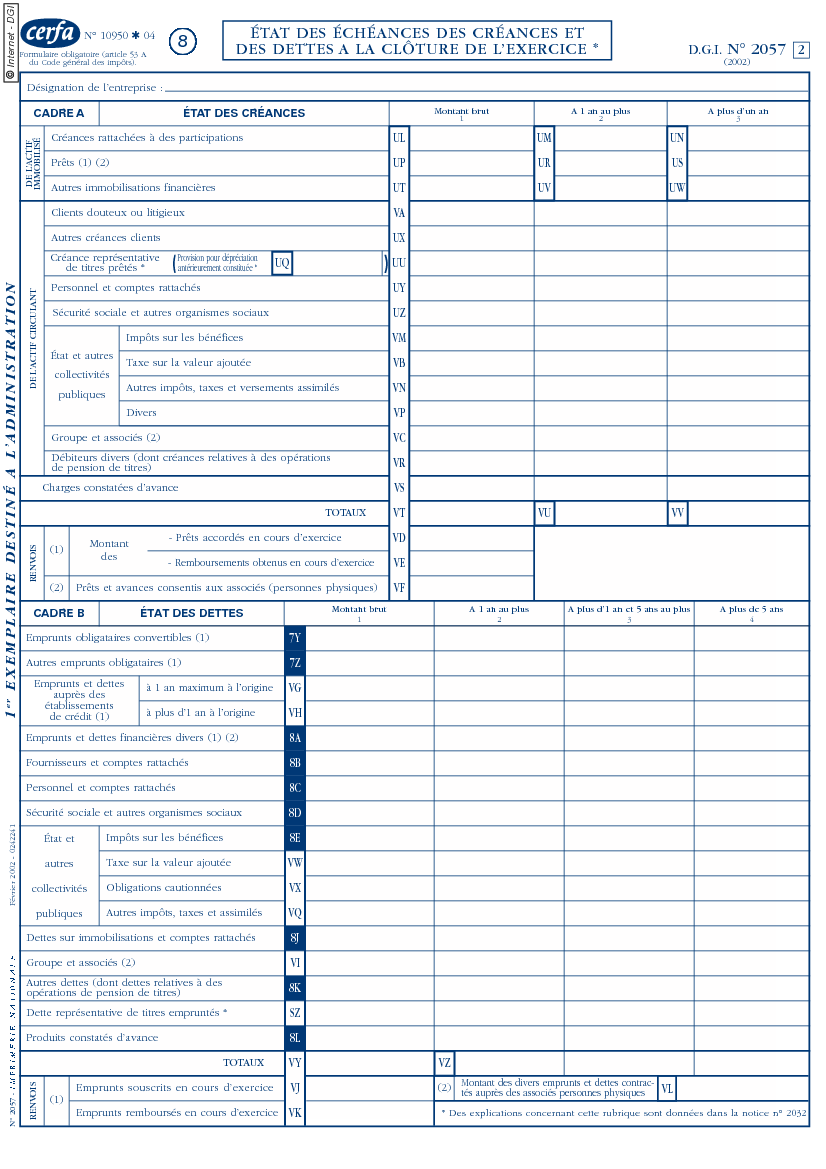 © Internet - DGI
cerfa
N° 10950 ✱ 04
Formulaire obligatoire (article 53 A
du Code général des impôts).
8
ÉTAT DES ÉCHÉANCES DES CRÉANCES ET
DES DETTES A LA CLÔTURE DE L'EXERCICE *
D.G.I. N° 2057 2
(2002)
Désignation de l'entreprise :
CADRE A ÉTAT DES CRÉANCES Montant brut A 1 an au plus A plus d'un an
1 2 3
DE L'ACTIF
IMMOBILISÉ
Créances rattachées à des participations UL UM UN
Prêts (1) (2) UP UR US
Autres immobilisations financières UT UV UW
DE L'ACTIF CIRCULANT
Clients douteux ou litigieux VA
Autres créances clients UX
Créance représentative
de titres prêtés *
(Provision pour dépréciation
antérieurement constituée * UQ ) UU
Personnel et comptes rattachés UY
Sécurité sociale et autres organismes sociaux UZ
État et autres
collectivités
publiques
Impôts sur les bénéfices VM
Taxe sur la valeur ajoutée VB
Autres impôts, taxes et versements assimilés VN
Divers VP
Groupe et associés (2) VC
Débiteurs divers (dont créances relatives à des opérations
de pension de titres) VR
Charges constatées d'avance VS
TOTAUX VT VU VV
RENVOIS
(1)
Montant
des
- Prêts accordés en cours d'exercice VD
- Remboursements obtenus en cours d'exercice VE
(2) Prêts et avances consentis aux associés (personnes physiques) VF
CADRE B ÉTAT DES DETTES Montant brut A 1 an au plus A plus d'1 an et 5 ans au plus A plus de 5 ans
1 2 3 4
Emprunts obligataires convertibles (1) 7Y
Autres emprunts obligataires (1) 7Z
Emprunts et dettes
auprès des
établissements
de crédit (1)
à 1 an maximum à l'origine VG
à plus d'1 an à l'origine VH
Emprunts et dettes financières divers (1) (2) 8A
Fournisseurs et comptes rattachés 8B
Personnel et comptes rattachés 8C
Sécurité sociale et autres organismes sociaux 8D
État et
autres
collectivités
publiques
Impôts sur les bénéfices 8E
Taxe sur la valeur ajoutée VW
Obligations cautionnées VX
Autres impôts, taxes et assimilés VQ
Dettes sur immobilisations et comptes rattachés 8J
Groupe et associés (2) VI
Autres dettes (dont dettes relatives à des
opérations de pension de titres) 8K
Dette représentative de titres empruntés * SZ
Produits constatés d'avance 8L
TOTAUX VY VZ
RENVOIS
(1)
Emprunts souscrits en cours d'exercice VJ
Emprunts remboursés en cours d'exercice VK
(2) Montant des divers emprunts et dettes contrac-
tés auprès des associés personnes physiques VL
* Des explications concernant cette rubrique sont données dans la notice n° 2032
1er EXEMPLAIRE DESTINÉ A L'ADMINISTRATION
Février 2002 - 0242241
N° 2057 - IMPRIMERIE NATIONALE